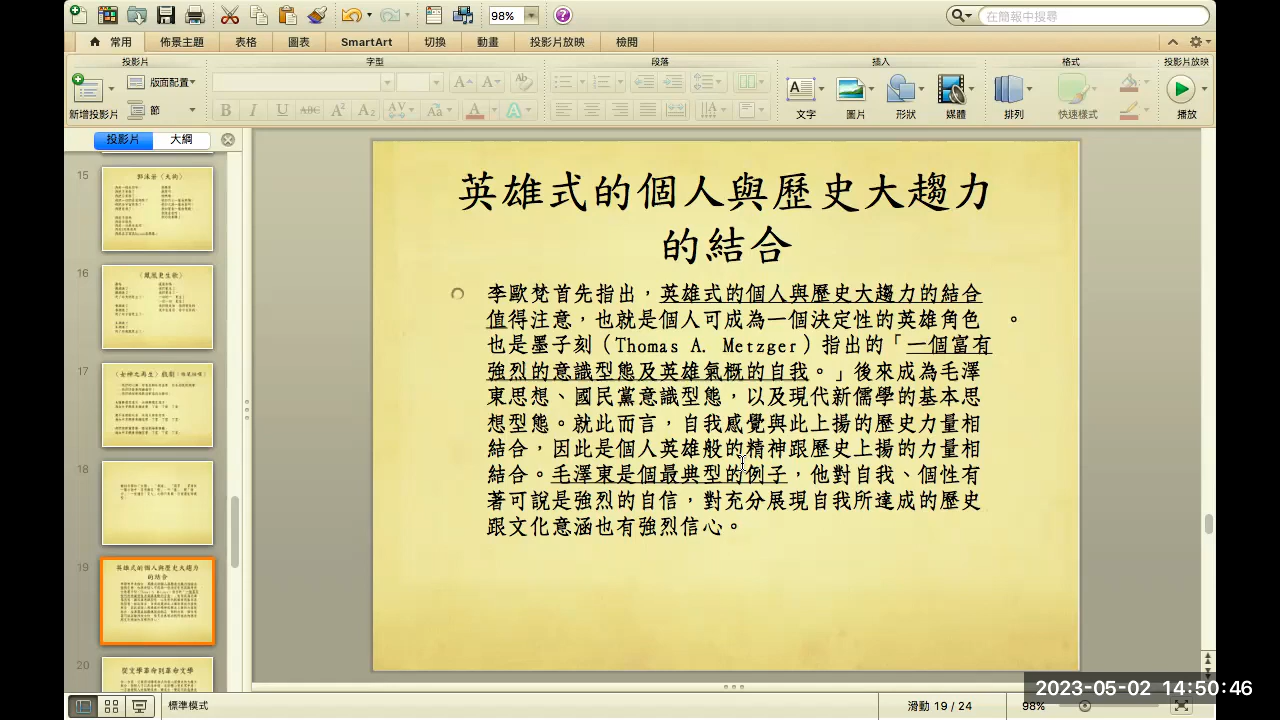 98%
在簡報中搜尋
常用
佈景主題
表格
圖表
SmartArt
切換
動畫
投影片放映
檢閱
投影片
字型
段落
插入
格式
投影片放映
版面配置
節
新增投影片
文字
圖片
形狀
媒體
排列
快速樣式
播放
投影片
大綱
15
16
17
18
19
英雄式的個人與歷史大趨力
的結合
20
從文學革命到革命文學
英雄式的個人與歷史大趨力
的結合
李歐梵首先指出，英雄式的個人與歷史大趨力的結合
值得注意，也就是個人可成為一個決定性的英雄角色 。
也是墨子刻（Thomas A. Metzger）指出的「一個富有
強烈的意識型態及英雄氣概的自我。」後來成為毛澤
東思想、國民黨意識型態，以及現代新儒學的基本思
想型態。就此而言，自我感覺與此上揚的歷史力量相
結合，因此是個人英雄般的精神跟歷史上揚的力量相
結合。毛澤東是個最典型的例子，他對自我、個性有
著可說是強烈的自信，對充分展現自我所達成的歷史
跟文化意涵也有強烈信心。
標準模式
滑動 19 / 24
98%
2023-05-02 14:50:46